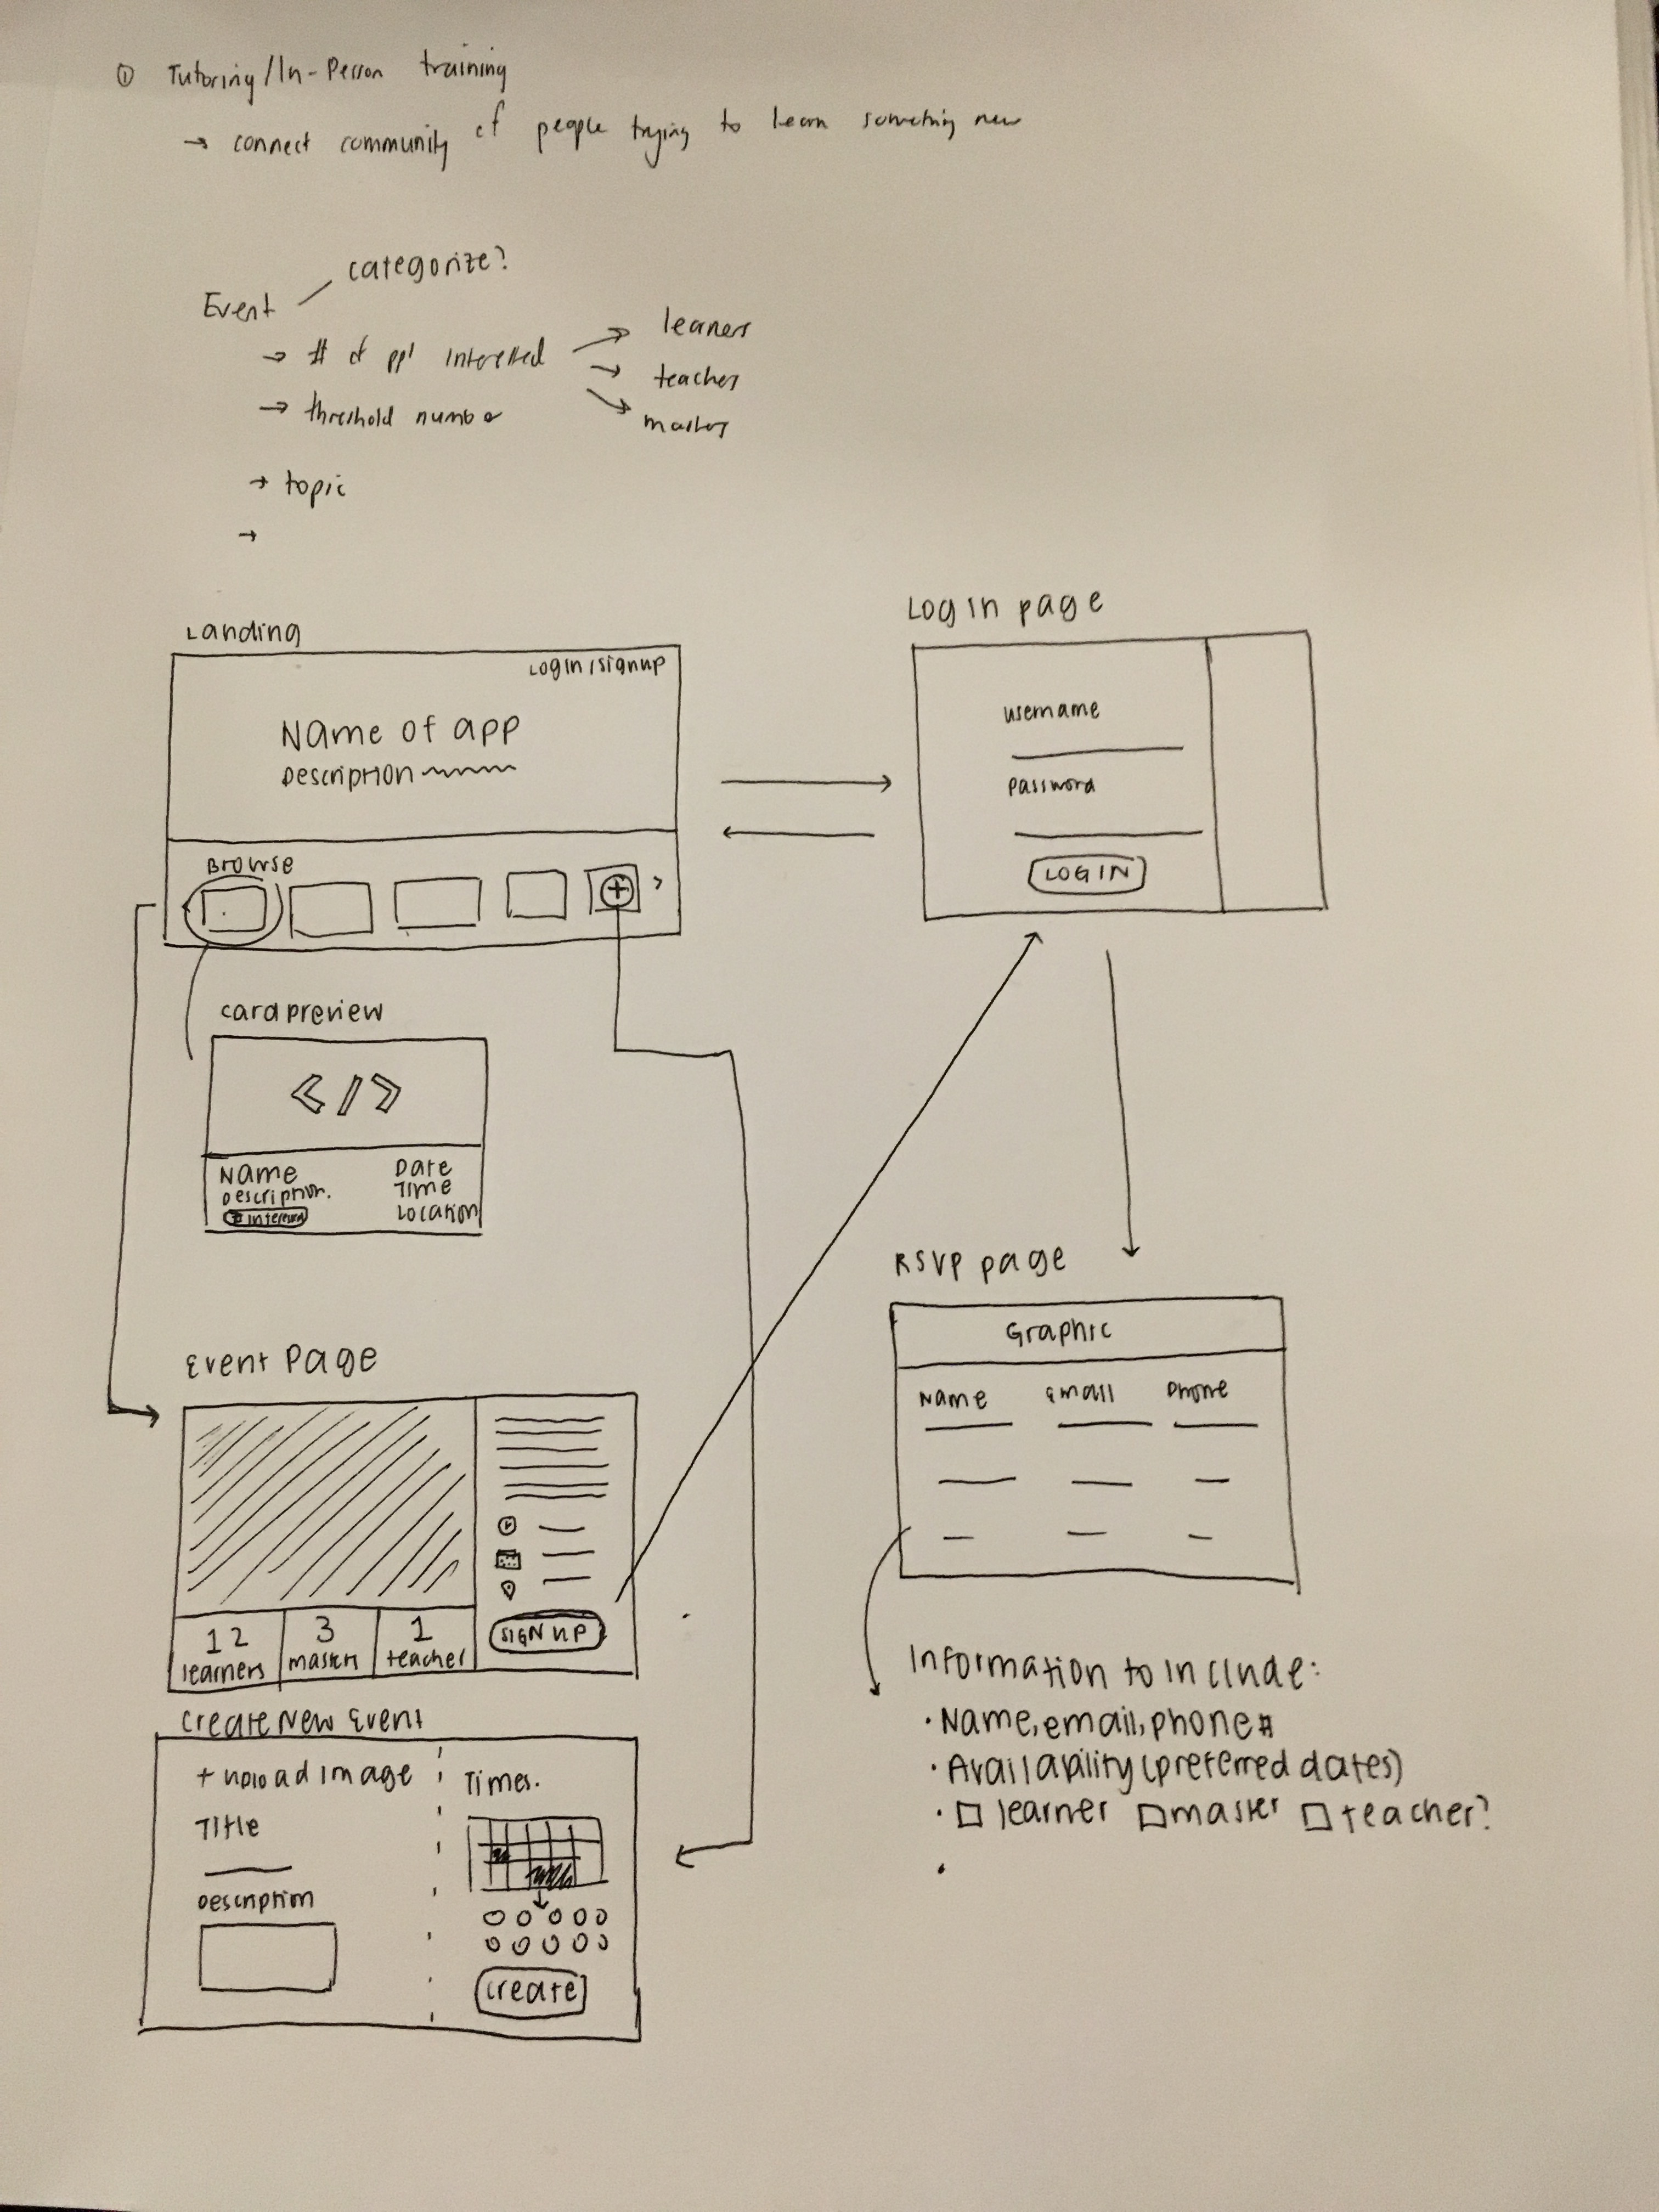 ① Tutoring/In-Person training
→ connect community of people trying to learn something new
categorize?
Event
→ # of ppl interested
→ learners
→ teacher
→ masters
→ threshold number
→ topic
→
Landing
Login/signup
Name of app
Description
Browse
+ >
Log in page
username
password
LOGIN
card preview
</>
Name
Description.
# interested
Date
Time
Location
Event Page
12 learners
3 masters
1 teacher
SIGN UP
RSVP page
Graphic
Name Email Phone
Information to include:
· Name, email, phone #
· Availability (preferred dates)
· □ learner □ master □ teacher?
·
Create New Event
+ upload image
Title
Description
Times.
create